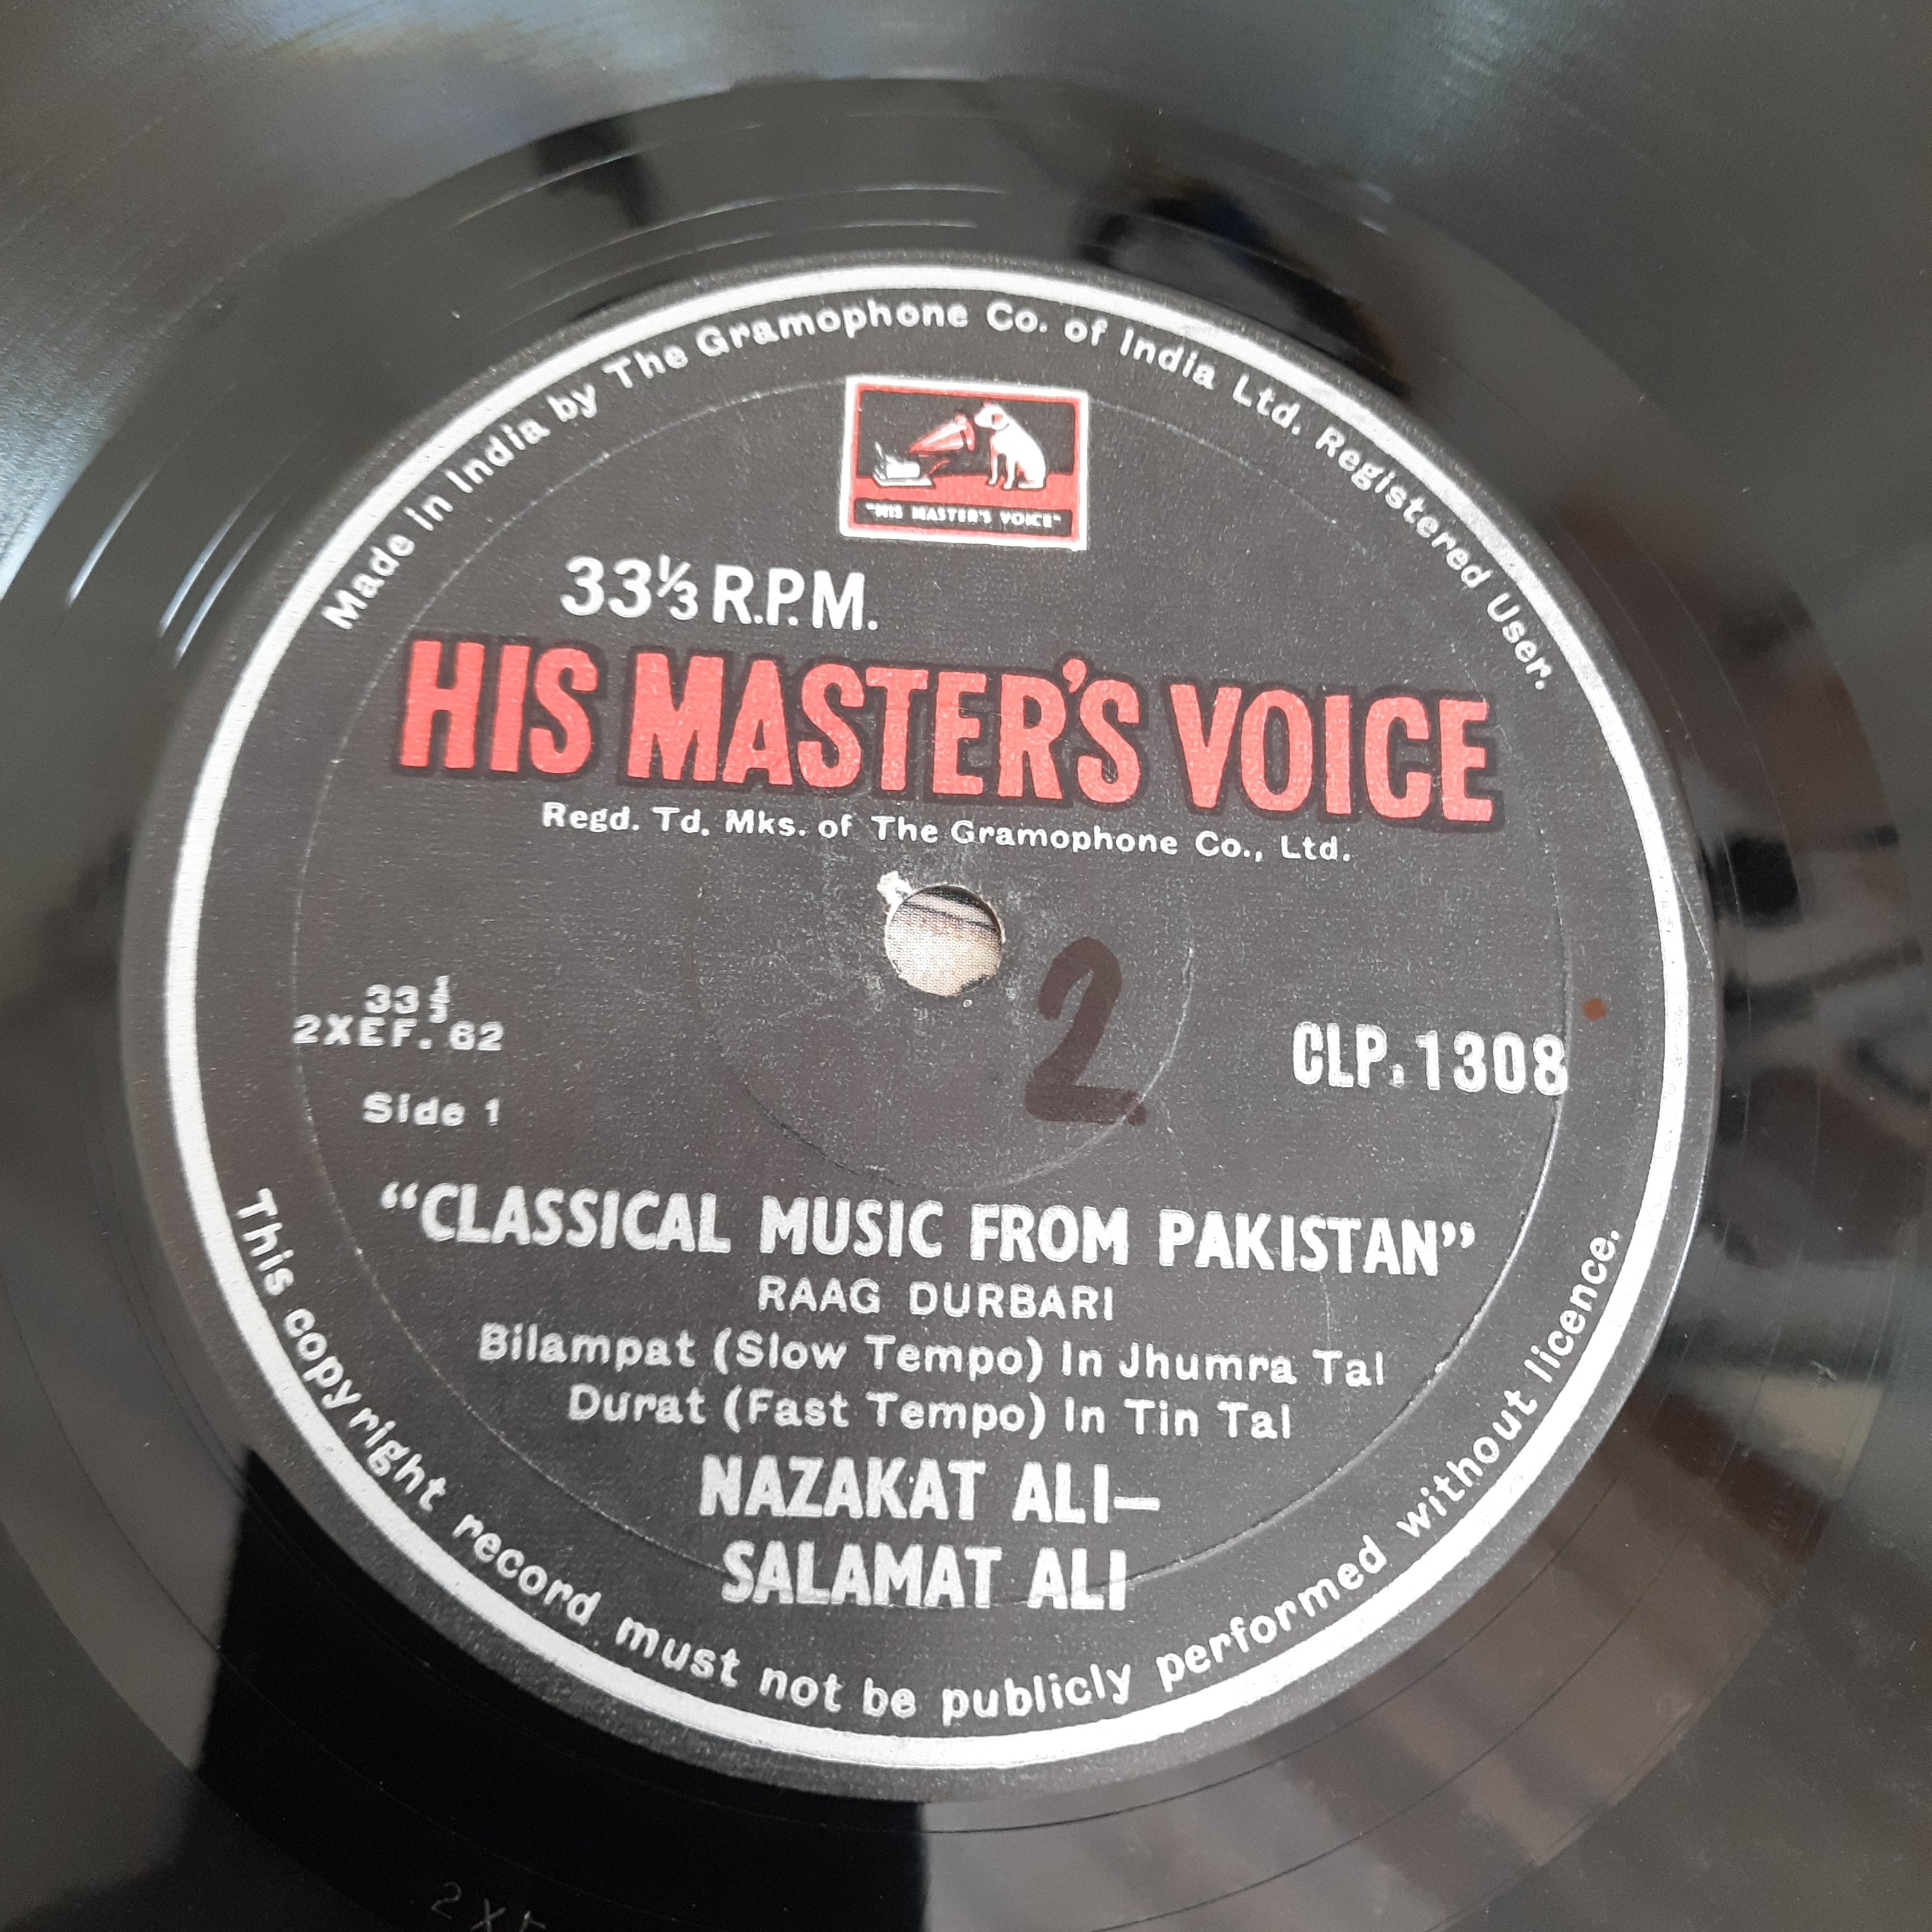 Made in India by The Gramophone Co. of India Ltd. Registered User.
"HIS MASTER'S VOICE"
33⅓ R.P.M.
HIS MASTER'S VOICE
Regd. Td. Mks. of The Gramophone Co., Ltd.
2.
33⅓
2XEF. 62
CLP. 1308
Side 1
“CLASSICAL MUSIC FROM PAKISTAN”
RAAG DURBARI
Bilampat (Slow Tempo) In Jhumra Tal
Durat (Fast Tempo) In Tin Tal
NAZAKAT ALI–
SALAMAT ALI
This copyright record must not be publicly performed without licence.